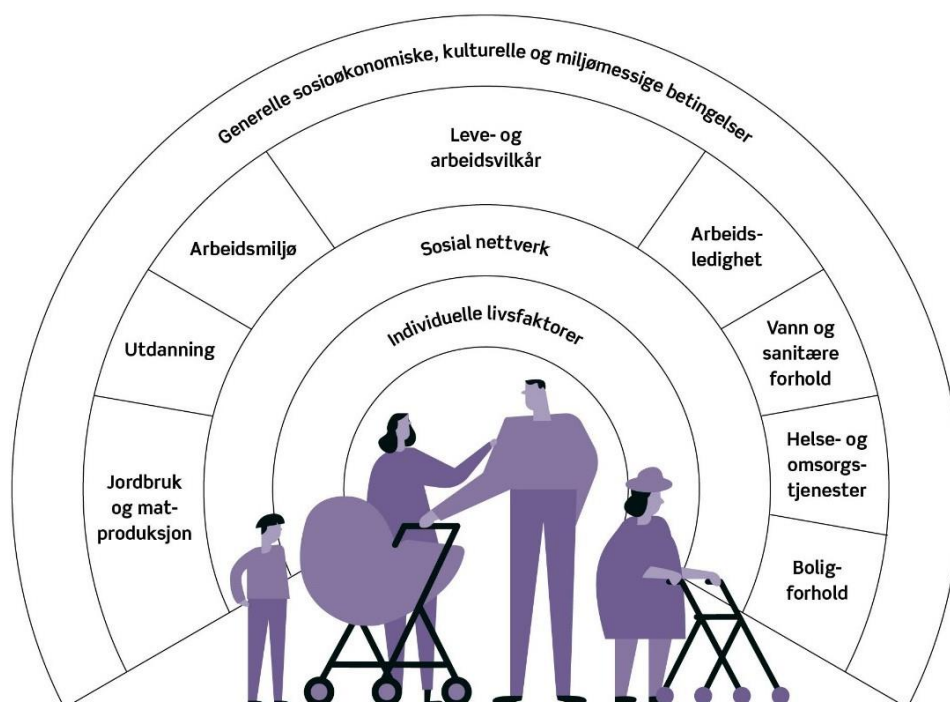 Generelle sosioøkonomiske, kulturelle og miljømessige betingelser
Leve- og
arbeidsvilkår
Arbeidsmiljø
Utdanning
Jordbruk
og mat-
produksjon
Arbeids-
ledighet
Vann og
sanitære
forhold
Helse- og
omsorgs-
tjenester
Bolig-
forhold
Sosial nettverk
Individuelle livsfaktorer